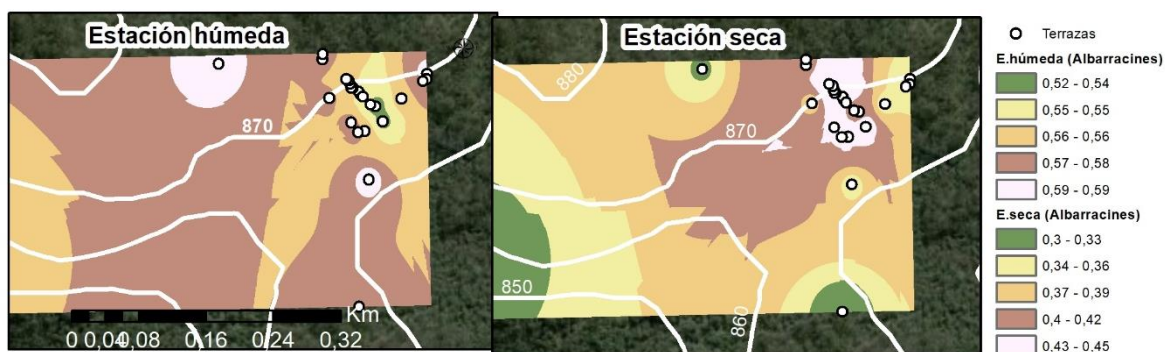 Estación húmeda
870
Km
0 0,04 0,08 0,16 0,24 0,32
Estación seca
880
870
850
860
Terrazas
E.húmeda (Albarracines)
0,52 - 0,54
0,55 - 0,55
0,56 - 0,56
0,57 - 0,58
0,59 - 0,59
E.seca (Albarracines)
0,3 - 0,33
0,34 - 0,36
0,37 - 0,39
0,4 - 0,42
0,43 - 0,45